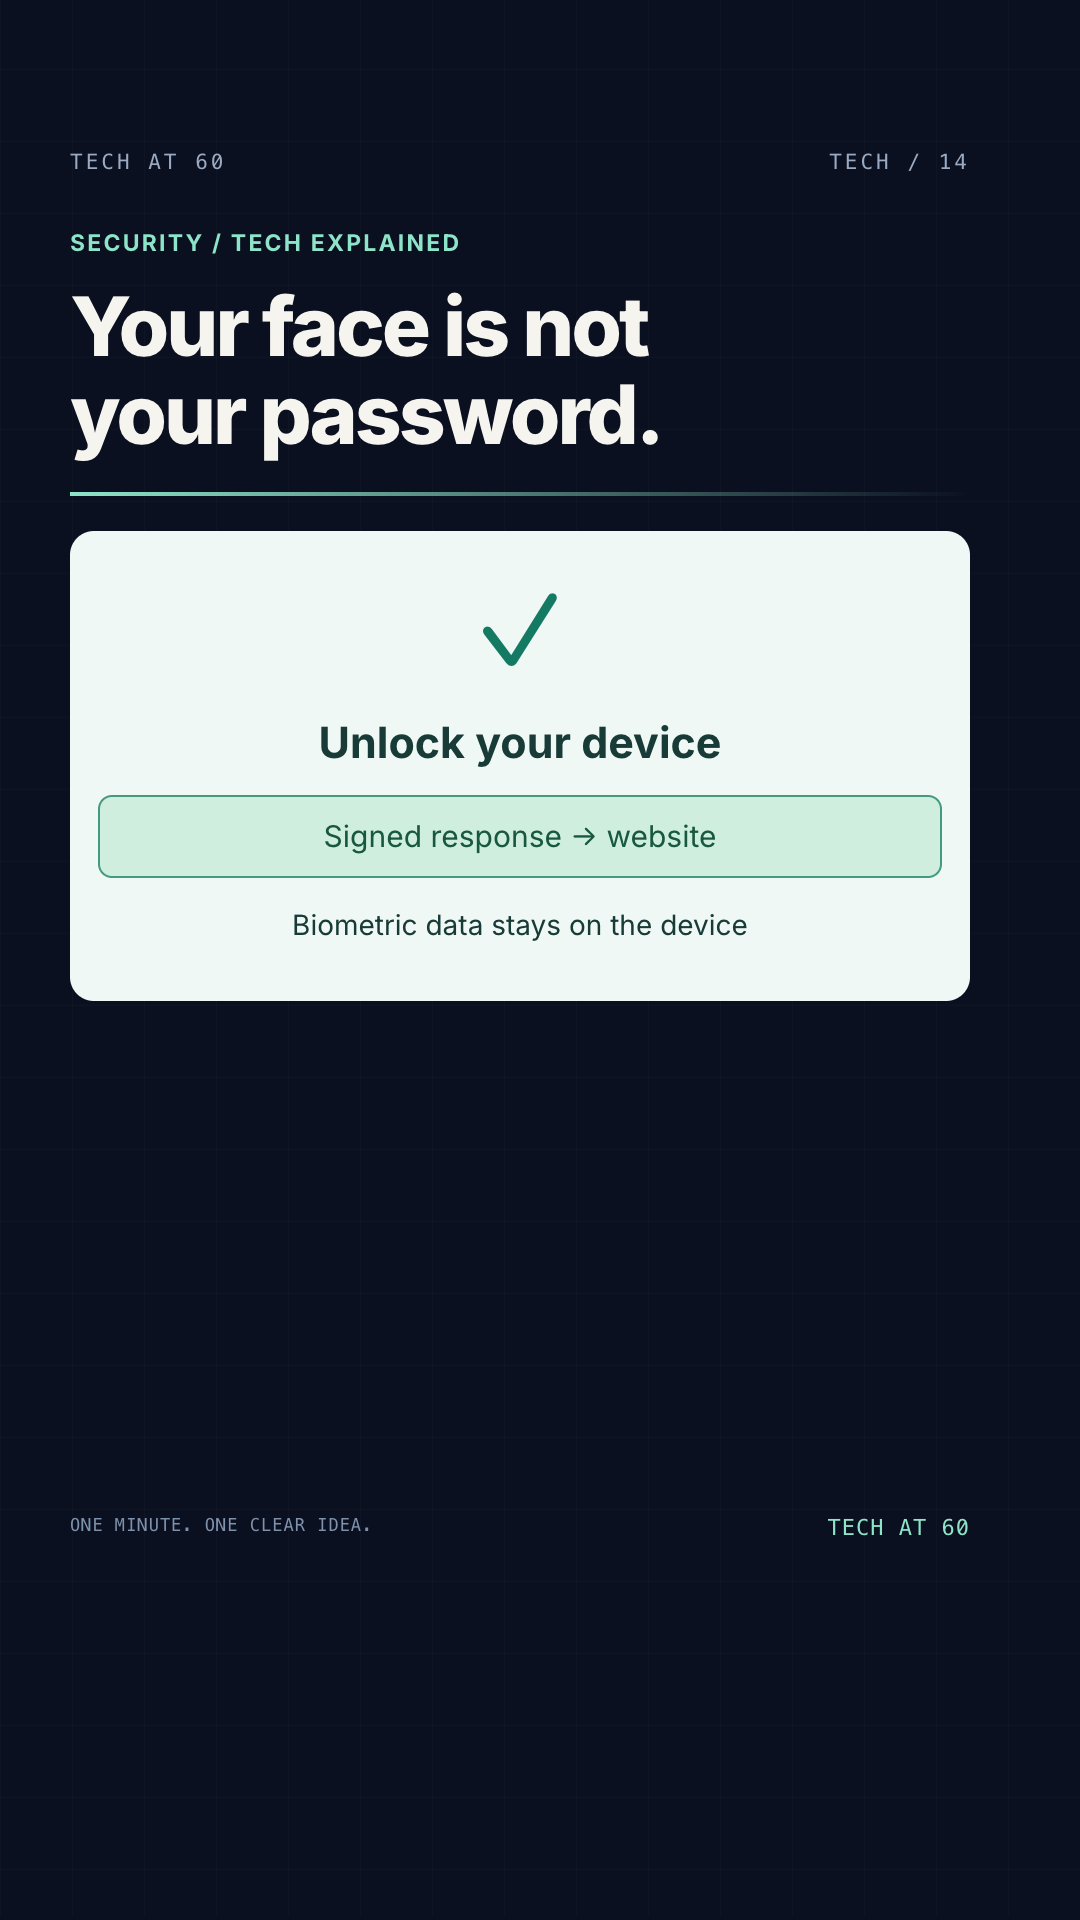 TECH AT 60
TECH / 14
SECURITY / TECH EXPLAINED
Your face is not
your password.
Unlock your device
Signed response → website
Biometric data stays on the device
ONE MINUTE. ONE CLEAR IDEA.
TECH AT 60